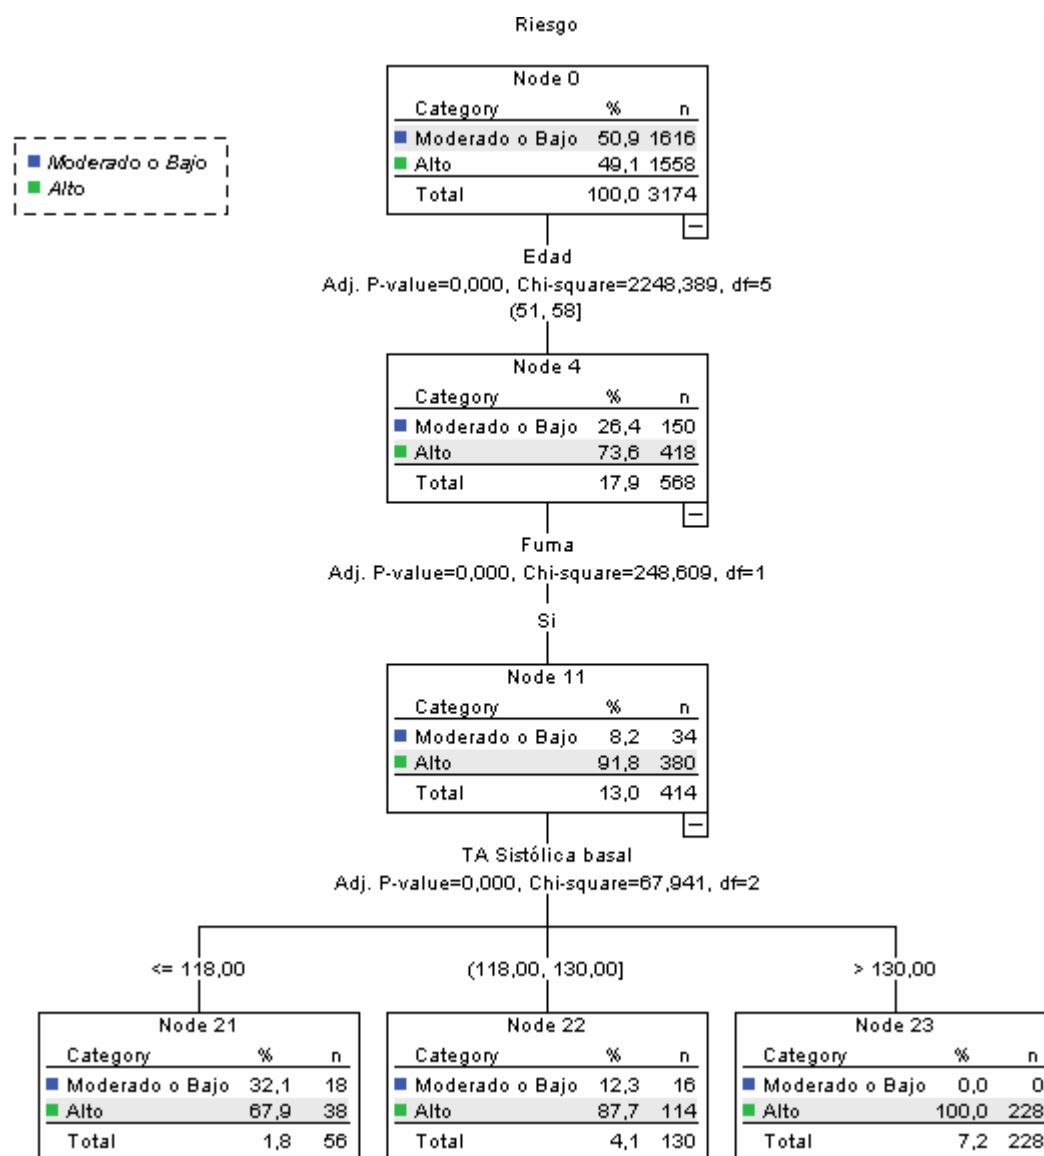 Riesgo
Moderado o Bajo
Alto
Node 0
Category % n
Moderado o Bajo 50,9 1616
Alto 49,1 1558
Total 100,0 3174
Edad
Adj. P-value=0,000, Chi-square=2248,389, df=5
(51, 58]
Node 4
Category % n
Moderado o Bajo 26,4 150
Alto 73,6 418
Total 17,9 568
Fuma
Adj. P-value=0,000, Chi-square=248,609, df=1
Si
Node 11
Category % n
Moderado o Bajo 8,2 34
Alto 91,8 380
Total 13,0 414
TA Sistólica basal
Adj. P-value=0,000, Chi-square=67,941, df=2
<= 118,00
(118,00, 130,00]
> 130,00
Node 21
Category % n
Moderado o Bajo 32,1 18
Alto 67,9 38
Total 1,8 56
Node 22
Category % n
Moderado o Bajo 12,3 16
Alto 87,7 114
Total 4,1 130
Node 23
Category % n
Moderado o Bajo 0,0 0
Alto 100,0 228
Total 7,2 228